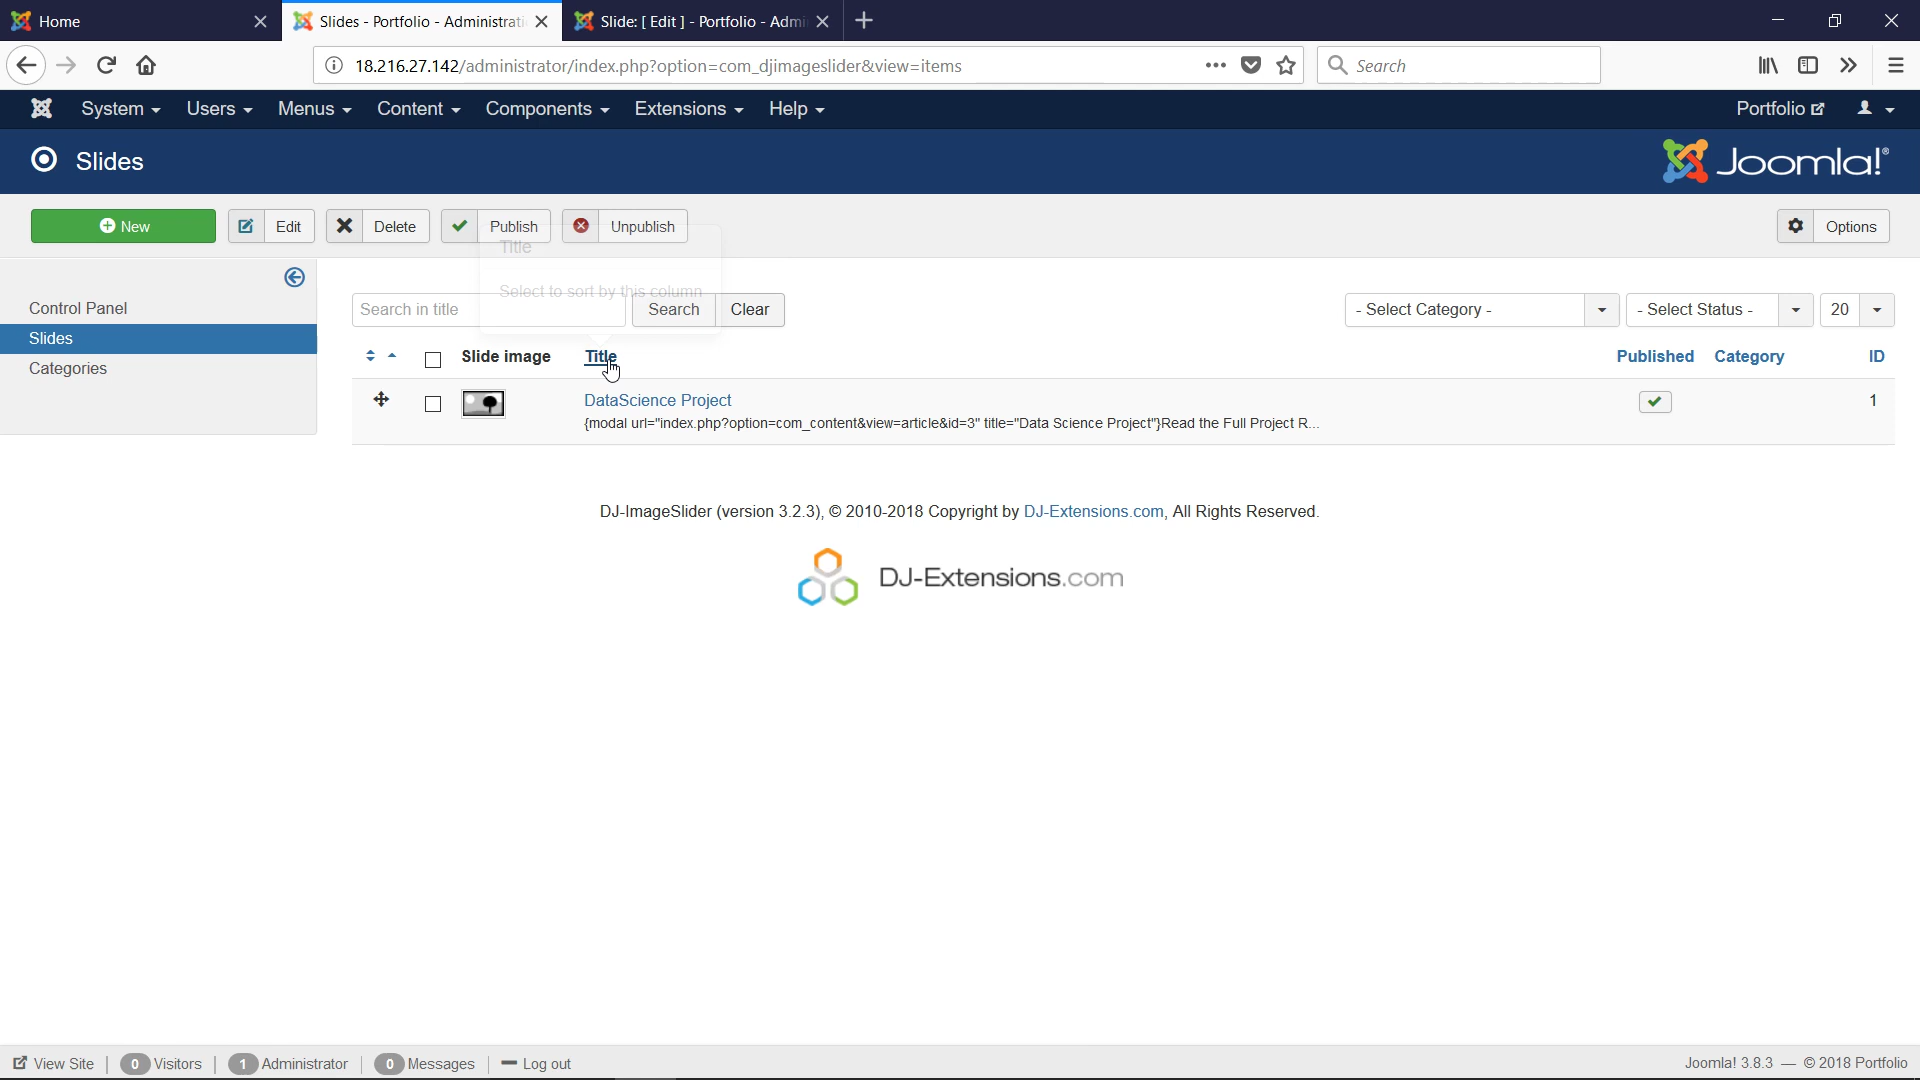 Home
Slides - Portfolio - Administrati
Slide: [ Edit ] - Portfolio - Admi
18.216.27.142/administrator/index.php?option=com_djimageslider&view=items
Search
System Users Menus Content Components Extensions Help Portfolio
Slides Joomla!®
New Edit Delete Publish Unpublish Options
Title
Select to sort by this column
Control Panel
Slides
Categories
Search in title Search Clear - Select Category - - Select Status - 20
Slide image Title Published Category ID
DataScience Project 1
{modal url="index.php?option=com_content&view=article&id=3" title="Data Science Project"}Read the Full Project R...
DJ-ImageSlider (version 3.2.3), © 2010-2018 Copyright by DJ-Extensions.com, All Rights Reserved.
DJ-Extensions.com
View Site 0 Visitors 1 Administrator 0 Messages Log out Joomla! 3.8.3 — © 2018 Portfolio